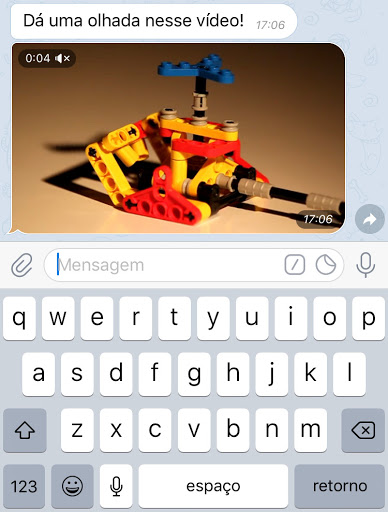 Dá uma olhada nesse vídeo! 17:06
0:04
17:06
Mensagem
q w e r t y u i o p
a s d f g h j k l
z x c v b n m
123 espaço retorno